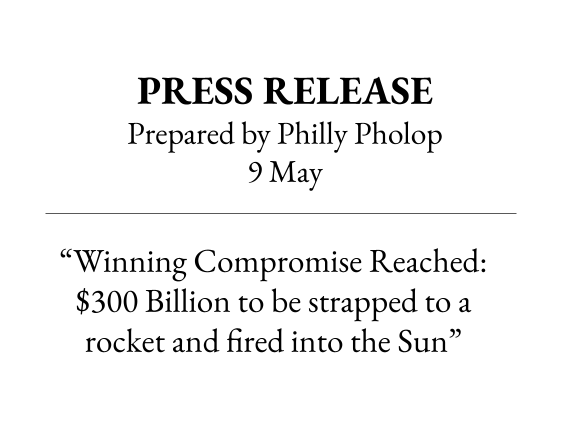 PRESS RELEASE
Prepared by Philly Pholop
9 May
“Winning Compromise Reached:
$300 Billion to be strapped to a
rocket and fired into the Sun”